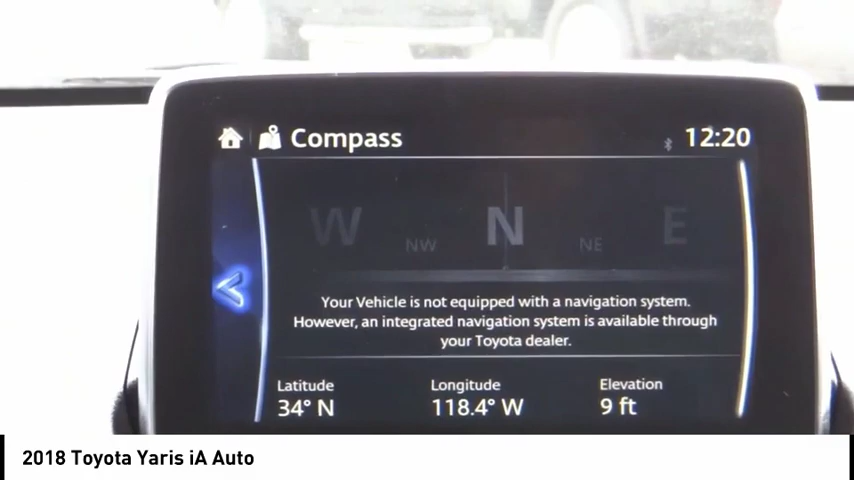 Compass
12:20
W NW N NE E
Your Vehicle is not equipped with a navigation system.
However, an integrated navigation system is available through
your Toyota dealer.
Latitude Longitude Elevation
34° N 118.4° W 9 ft
2018 Toyota Yaris iA Auto